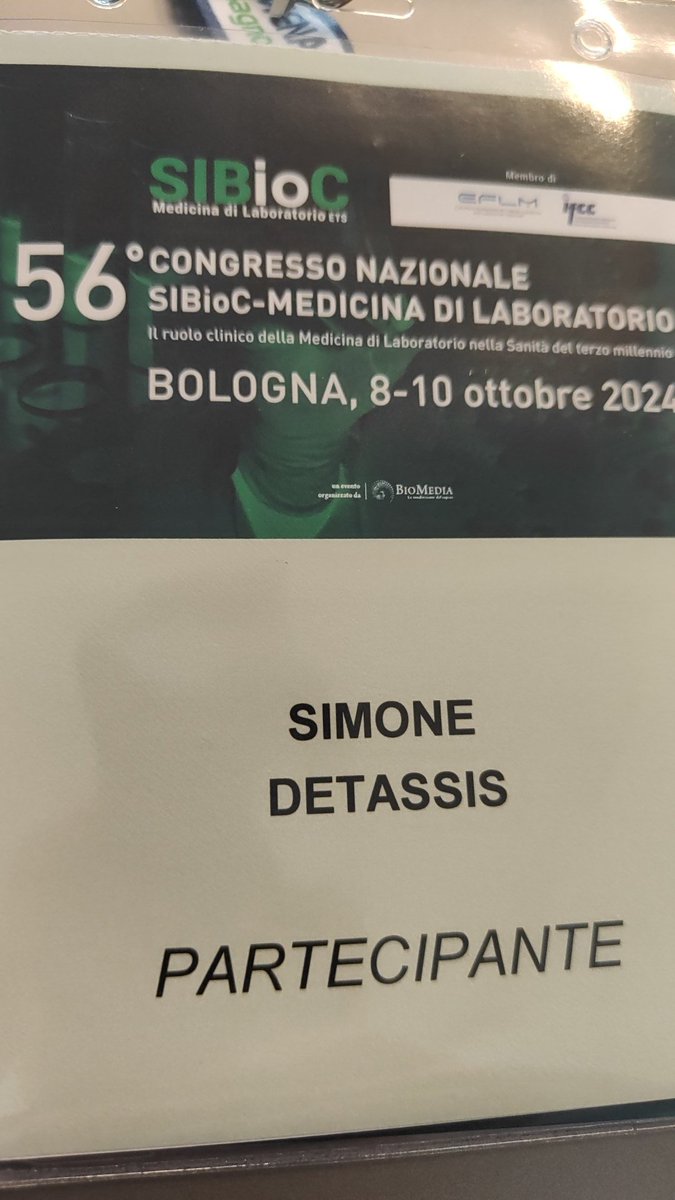 SIBioC
Medicina di Laboratorio ETS
Membro di
EFLM
ifcc
56° CONGRESSO NAZIONALE
SIBioC-MEDICINA DI LABORATORIO
Il ruolo clinico della Medicina di Laboratorio nella Sanità del terzo millennio
BOLOGNA, 8-10 ottobre 2024
un evento
organizzato da
BIOMEDIA
SIMONE
DETASSIS
PARTECIPANTE